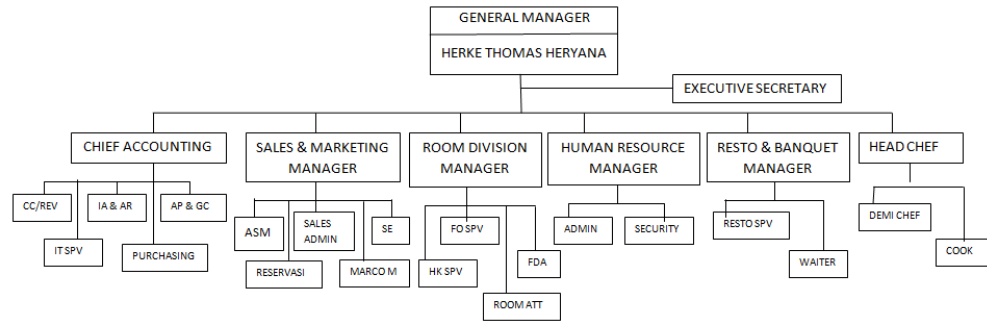 GENERAL MANAGER
HERKE THOMAS HERYANA
EXECUTIVE SECRETARY
CHIEF ACCOUNTING
SALES & MARKETING
MANAGER
ROOM DIVISION
MANAGER
HUMAN RESOURCE
MANAGER
RESTO & BANQUET
MANAGER
HEAD CHEF
CC/REV
IA & AR
AP & GC
IT SPV
PURCHASING
ASM
SALES
ADMIN
SE
RESERVASI
MARCO M
FO SPV
HK SPV
FDA
ROOM ATT
ADMIN
SECURITY
RESTO SPV
WAITER
DEMI CHEF
COOK